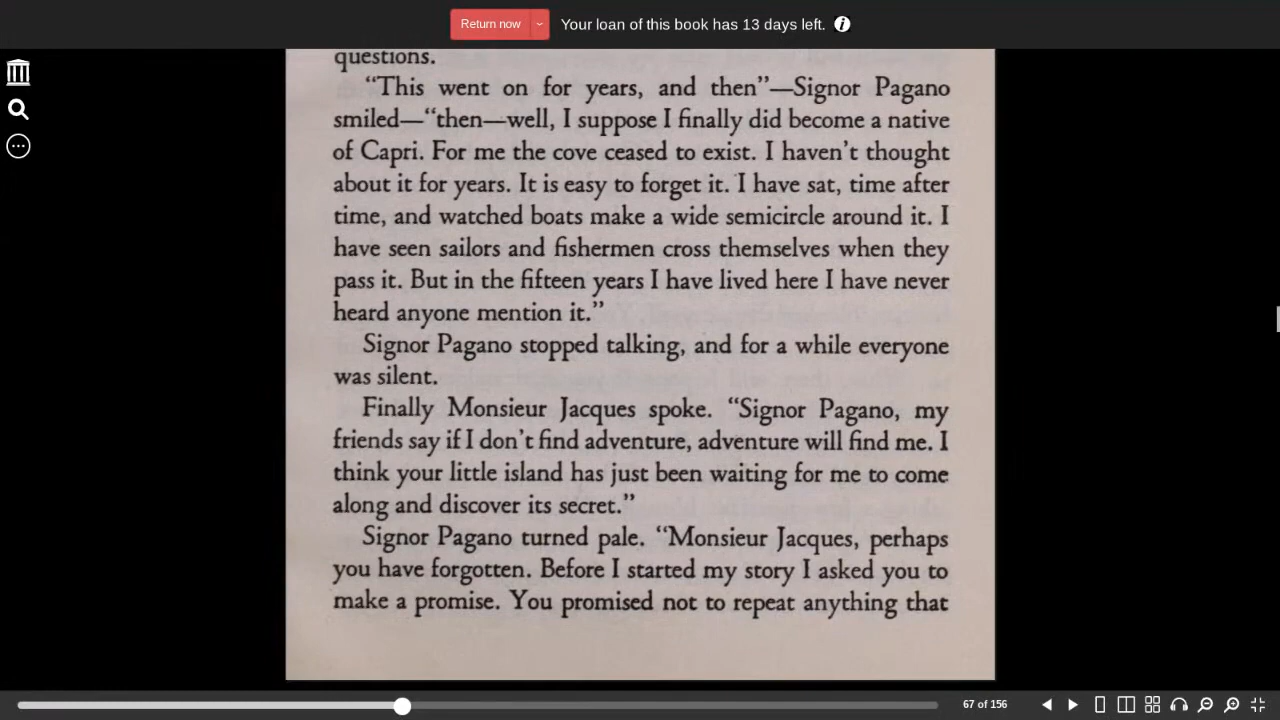 Return now
Your loan of this book has 13 days left.
questions.
“This went on for years, and then”—Signor Pagano
smiled—“then—well, I suppose I finally did become a native
of Capri. For me the cove ceased to exist. I haven’t thought
about it for years. It is easy to forget it. I have sat, time after
time, and watched boats make a wide semicircle around it. I
have seen sailors and fishermen cross themselves when they
pass it. But in the fifteen years I have lived here I have never
heard anyone mention it.”
Signor Pagano stopped talking, and for a while everyone
was silent.
Finally Monsieur Jacques spoke. “Signor Pagano, my
friends say if I don’t find adventure, adventure will find me. I
think your little island has just been waiting for me to come
along and discover its secret.”
Signor Pagano turned pale. “Monsieur Jacques, perhaps
you have forgotten. Before I started my story I asked you to
make a promise. You promised not to repeat anything that
67 of 156